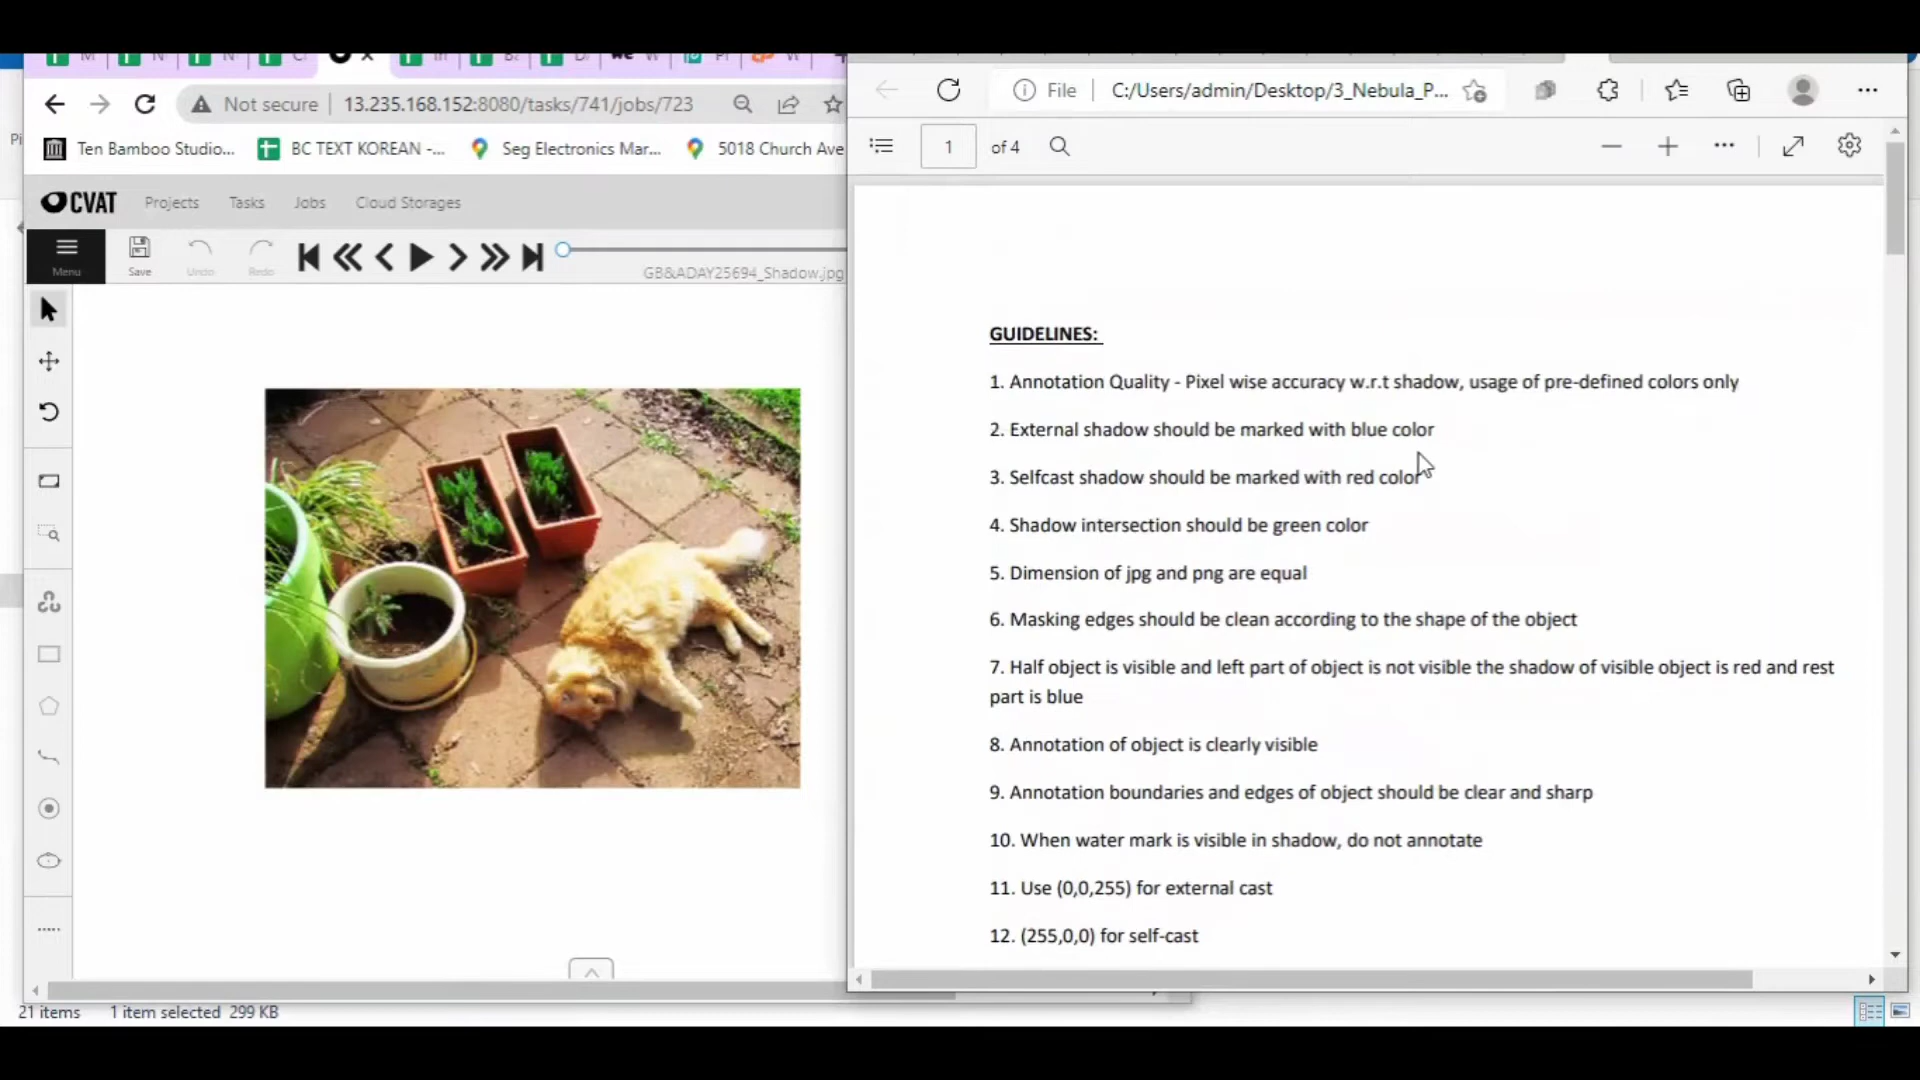 Not secure
13.235.168.152:8080/tasks/741/jobs/723
Ten Bamboo Studio...
BC TEXT KOREAN -...
Seg Electronics Mar...
5018 Church Ave
CVAT
Projects
Tasks
Jobs
Cloud Storages
Menu
Save
Undo
Redo
GB&ADAY25694_Shadow.jpg
21 items
1 item selected 299 KB
File
C:/Users/admin/Desktop/3_Nebula_P...
1
of 4
GUIDELINES:
1. Annotation Quality - Pixel wise accuracy w.r.t shadow, usage of pre-defined colors only
2. External shadow should be marked with blue color
3. Selfcast shadow should be marked with red color
4. Shadow intersection should be green color
5. Dimension of jpg and png are equal
6. Masking edges should be clean according to the shape of the object
7. Half object is visible and left part of object is not visible the shadow of visible object is red and rest
part is blue
8. Annotation of object is clearly visible
9. Annotation boundaries and edges of object should be clear and sharp
10. When water mark is visible in shadow, do not annotate
11. Use (0,0,255) for external cast
12. (255,0,0) for self-cast